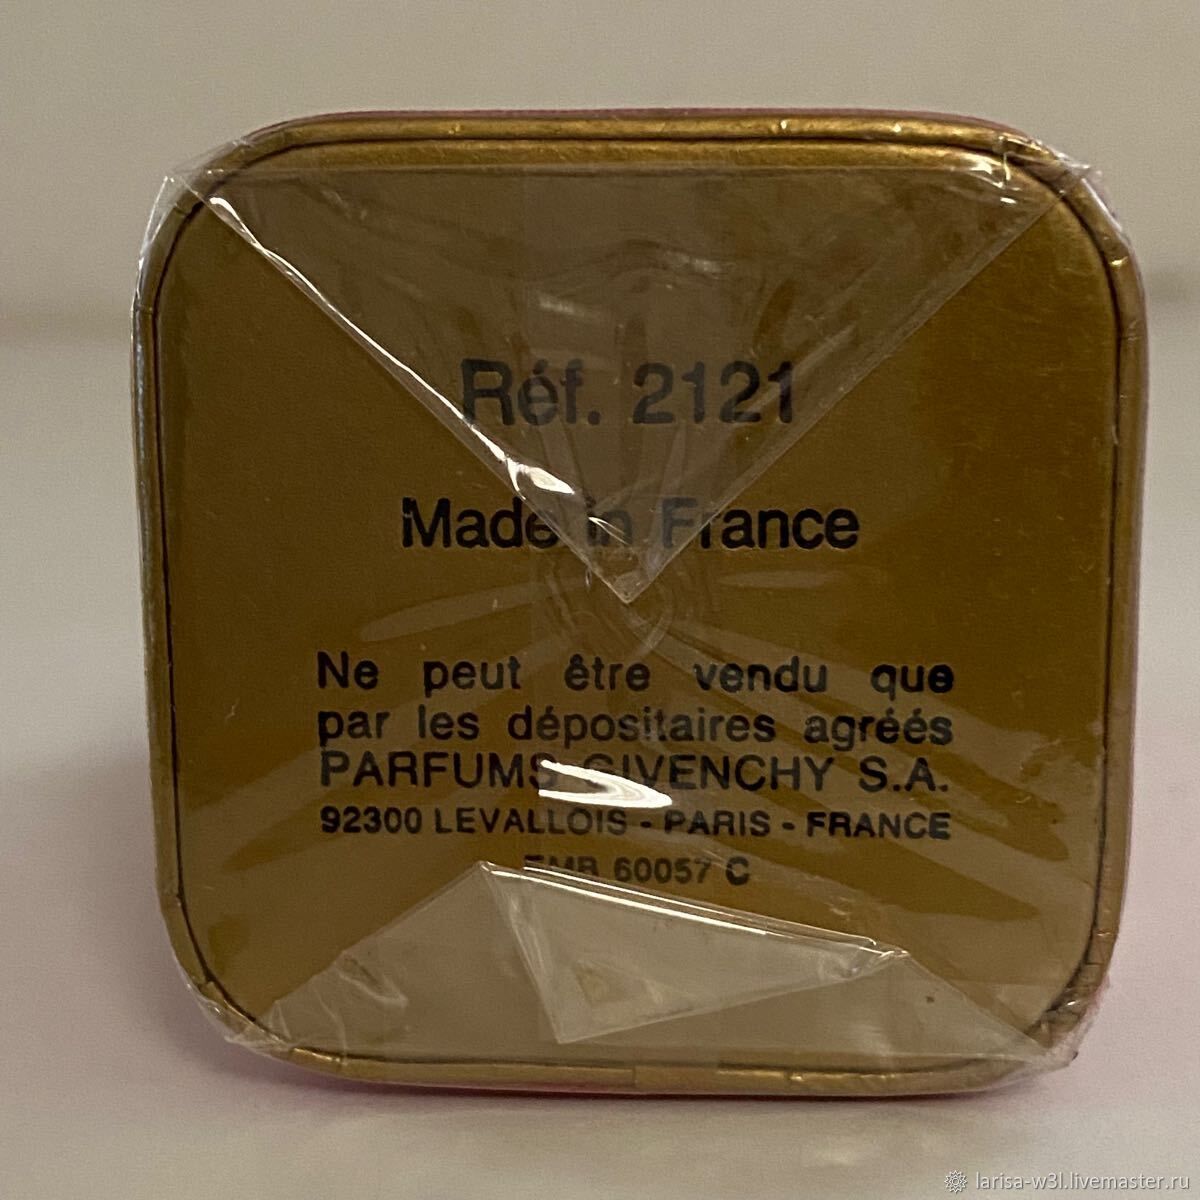 Réf. 2121
Made in France
Ne peut être vendu que
par les dépositaires agréés
PARFUMS GIVENCHY S.A.
92300 LEVALLOIS - PARIS - FRANCE
EMB 60057 C
larisa-w3l.livemaster.ru